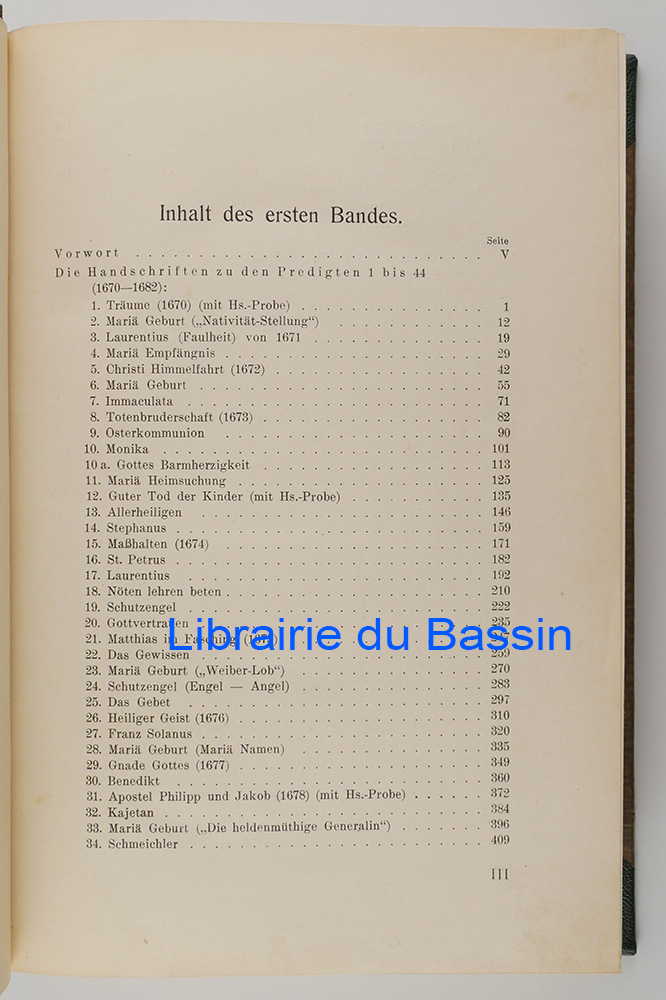 Inhalt des ersten Bandes.
Seite
Vorwort . . . . . . . . . . . . . . . . . . . . . V
Die Handschriften zu den Predigten 1 bis 44
(1670—1682):
1. Träume (1670) (mit Hs.-Probe) . . . . . . . . . . . 1
2. Mariä Geburt („Nativität-Stellung“) . . . . . . . . . 12
3. Laurentius (Faulheit) von 1671 . . . . . . . . . . 19
4. Mariä Empfängnis . . . . . . . . . . . . . . . 29
5. Christi Himmelfahrt (1672) . . . . . . . . . . . . 42
6. Mariä Geburt . . . . . . . . . . . . . . . . . 55
7. Immaculata . . . . . . . . . . . . . . . . . . 71
8. Totenbruderschaft (1673) . . . . . . . . . . . . . 82
9. Osterkommunion . . . . . . . . . . . . . . . 90
10. Monika . . . . . . . . . . . . . . . . . . . 101
10a. Gottes Barmherzigkeit . . . . . . . . . . . . . 113
11. Mariä Heimsuchung . . . . . . . . . . . . . . 125
12. Guter Tod der Kinder (mit Hs.-Probe) . . . . . . . . 135
13. Allerheiligen . . . . . . . . . . . . . . . . . 146
14. Stephanus . . . . . . . . . . . . . . . . . . 159
15. Maßhalten (1674) . . . . . . . . . . . . . . . 171
16. St. Petrus . . . . . . . . . . . . . . . . . . 182
17. Laurentius . . . . . . . . . . . . . . . . . . 192
18. Nöten lehren beten . . . . . . . . . . . . . . . 210
19. Schutzengel . . . . . . . . . . . . . . . . . . 222
20. Gottvertrauen . . . . . . . . . . . . . . . . . 235
21. Matthias im Fasching
Librairie du Bassin
22. Das Gewissen . . . . . . . . . . . . . . . . . 259
23. Mariä Geburt („Weiber-Lob“) . . . . . . . . . . . 270
24. Schutzengel (Engel — Angel) . . . . . . . . . . . 283
25. Das Gebet . . . . . . . . . . . . . . . . . . 297
26. Heiliger Geist (1676) . . . . . . . . . . . . . . 310
27. Franz Solanus . . . . . . . . . . . . . . . . . 320
28. Mariä Geburt (Mariä Namen) . . . . . . . . . . . 335
29. Gnade Gottes (1677) . . . . . . . . . . . . . . 349
30. Benedikt . . . . . . . . . . . . . . . . . . . 360
31. Apostel Philipp und Jakob (1678) (mit Hs.-Probe) . . . . 372
32. Kajetan . . . . . . . . . . . . . . . . . . . 384
33. Mariä Geburt („Die heldenmüthige Generalin“) . . . . . 396
34. Schmeichler . . . . . . . . . . . . . . . . . . 409
III